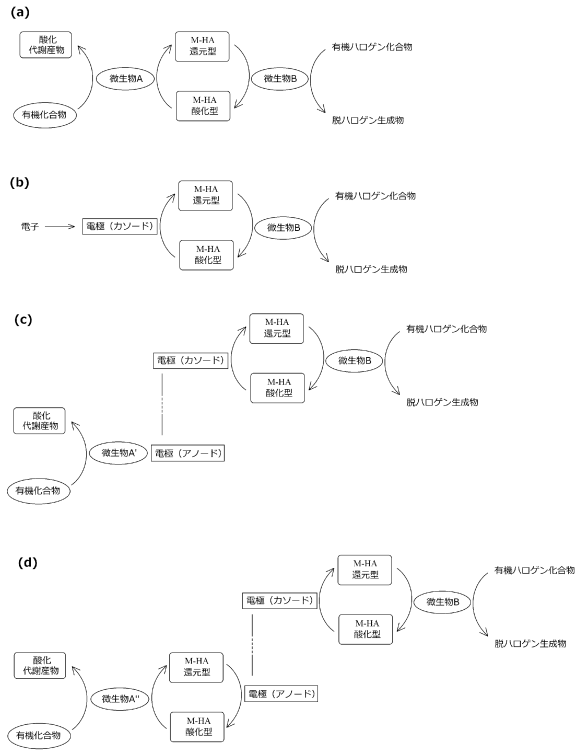 (a)
酸化
代謝産物
微生物A
有機化合物
M-HA
還元型
M-HA
酸化型
微生物B
有機ハロゲン化合物
脱ハロゲン生成物
(b)
電子
電極（カソード）
M-HA
還元型
M-HA
酸化型
微生物B
有機ハロゲン化合物
脱ハロゲン生成物
(c)
電極（カソード）
M-HA
還元型
M-HA
酸化型
微生物B
有機ハロゲン化合物
脱ハロゲン生成物
酸化
代謝産物
微生物A'
電極（アノード）
有機化合物
(d)
電極（カソード）
M-HA
還元型
M-HA
酸化型
微生物B
有機ハロゲン化合物
脱ハロゲン生成物
酸化
代謝産物
微生物A''
有機化合物
M-HA
還元型
M-HA
酸化型
電極（アノード）